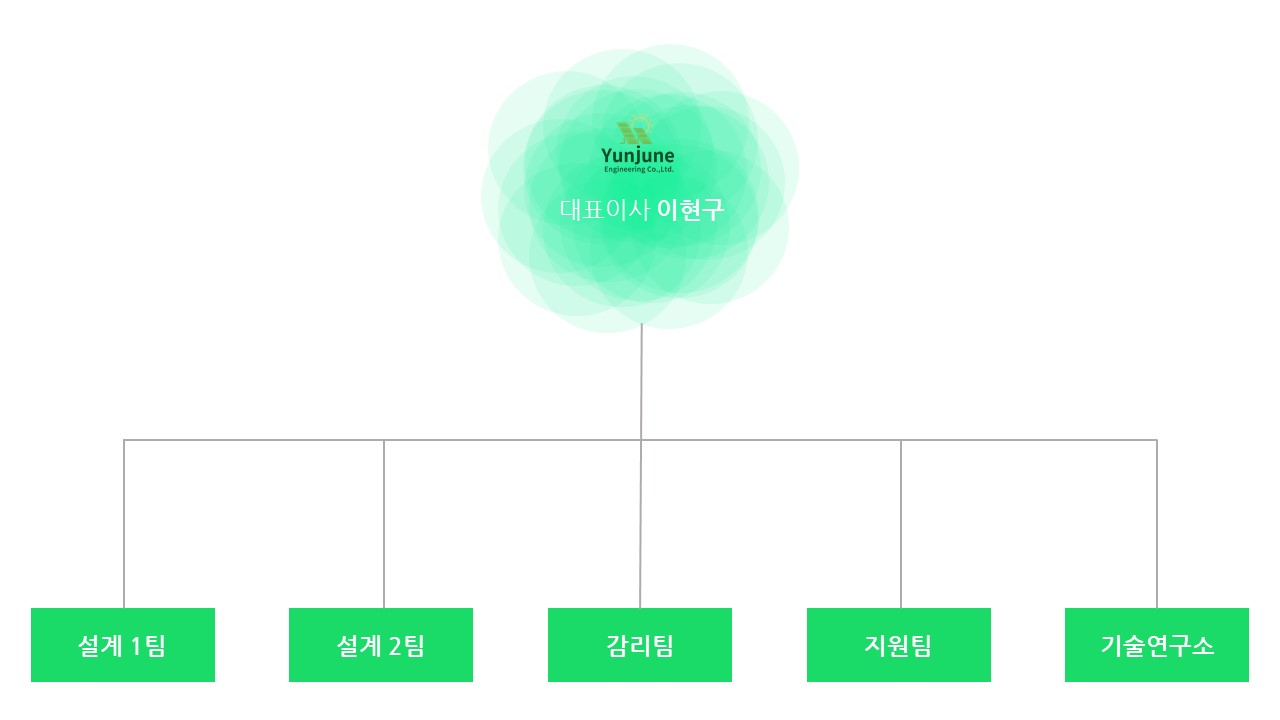 Yunjune
Engineering Co.,Ltd.
대표이사 이현구
설계 1팀
설계 2팀
감리팀
지원팀
기술연구소